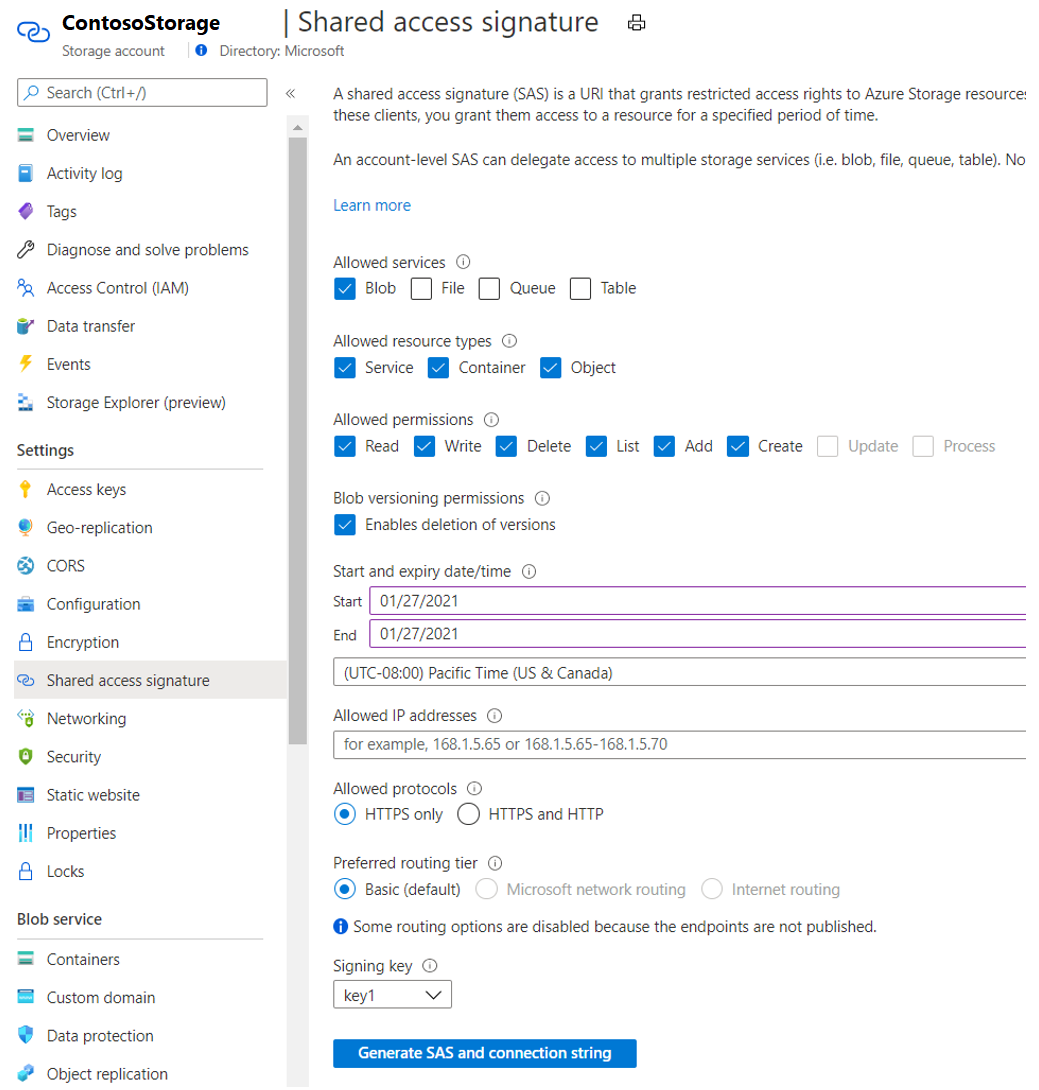 ContosoStorage | Shared access signature
Storage account | Directory: Microsoft
Search (Ctrl+/)
«
Overview
Activity log
Tags
Diagnose and solve problems
Access Control (IAM)
Data transfer
Events
Storage Explorer (preview)
Settings
Access keys
Geo-replication
CORS
Configuration
Encryption
Shared access signature
Networking
Security
Static website
Properties
Locks
Blob service
Containers
Custom domain
Data protection
Object replication
A shared access signature (SAS) is a URI that grants restricted access rights to Azure Storage resources
these clients, you grant them access to a resource for a specified period of time.
An account-level SAS can delegate access to multiple storage services (i.e. blob, file, queue, table). No
Learn more
Allowed services
Blob File Queue Table
Allowed resource types
Service Container Object
Allowed permissions
Read Write Delete List Add Create Update Process
Blob versioning permissions
Enables deletion of versions
Start and expiry date/time
Start 01/27/2021
End 01/27/2021
(UTC-08:00) Pacific Time (US & Canada)
Allowed IP addresses
for example, 168.1.5.65 or 168.1.5.65-168.1.5.70
Allowed protocols
HTTPS only HTTPS and HTTP
Preferred routing tier
Basic (default) Microsoft network routing Internet routing
Some routing options are disabled because the endpoints are not published.
Signing key
key1
Generate SAS and connection string